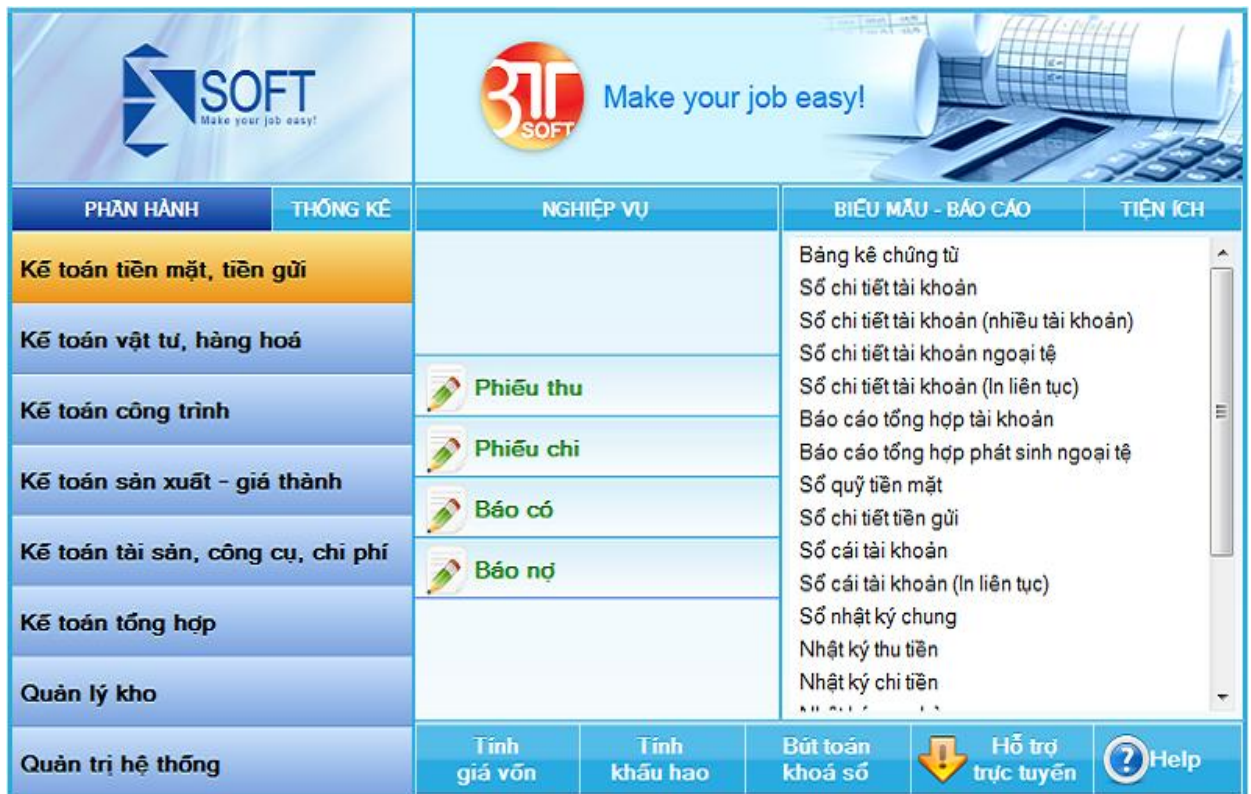 SOFT
Make your job easy!
3TSOFT
Make your job easy!
PHÂN HÀNH
THỐNG KÊ
NGHIỆP VỤ
BIỂU MẪU - BÁO CÁO
TIỆN ÍCH
Kế toán tiền mặt, tiền gửi
Kế toán vật tư, hàng hoá
Kế toán công trình
Kế toán sản xuất - giá thành
Kế toán tài sản, công cụ, chi phí
Kế toán tổng hợp
Quản lý kho
Quản trị hệ thống
Phiếu thu
Phiếu chi
Báo có
Báo nợ
Bảng kê chứng từ
Sổ chi tiết tài khoản
Sổ chi tiết tài khoản (nhiều tài khoản)
Sổ chi tiết tài khoản ngoại tệ
Sổ chi tiết tài khoản (In liên tục)
Báo cáo tổng hợp tài khoản
Báo cáo tổng hợp phát sinh ngoại tệ
Sổ quỹ tiền mặt
Sổ chi tiết tiền gửi
Sổ cái tài khoản
Sổ cái tài khoản (In liên tục)
Sổ nhật ký chung
Nhật ký thu tiền
Nhật ký chi tiền
Tính
giá vốn
Tính
khấu hao
Bút toán
khoá sổ
Hỗ trợ
trực tuyến
Help